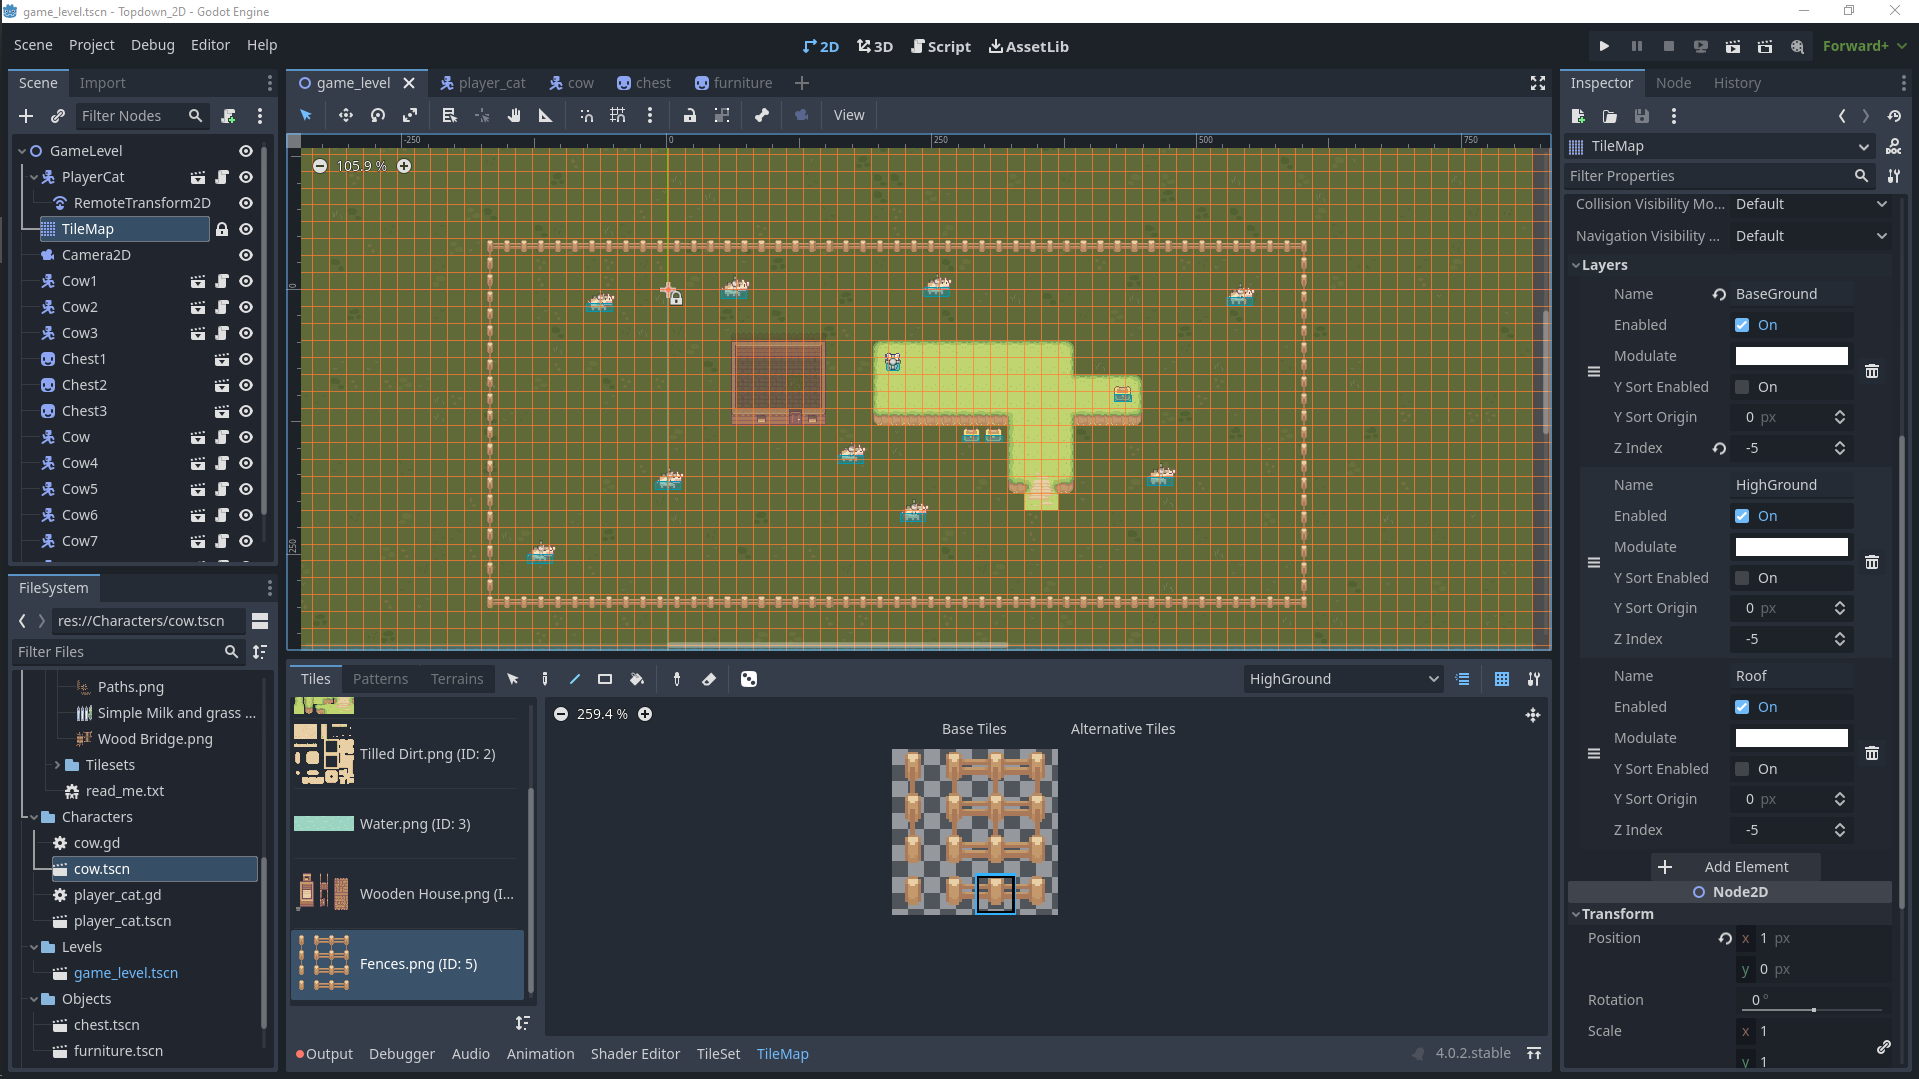 game_level.tscn - Topdown_2D - Godot Engine
Scene Project Debug Editor Help
2D 3D Script AssetLib
Forward+
Scene Import
Filter Nodes
GameLevel
PlayerCat
RemoteTransform2D
TileMap
Camera2D
Cow1
Cow2
Cow3
Chest1
Chest2
Chest3
Cow
Cow4
Cow5
Cow6
Cow7
FileSystem
res://Characters/cow.tscn
Filter Files
Paths.png
Simple Milk and grass ...
Wood Bridge.png
Tilesets
read_me.txt
Characters
cow.gd
cow.tscn
player_cat.gd
player_cat.tscn
Levels
game_level.tscn
Objects
chest.tscn
furniture.tscn
game_level player_cat cow chest furniture
View
-250 0 250 500 750
105.9 %
0
250
Tiles Patterns Terrains
HighGround
Tilled Dirt.png (ID: 2)
Water.png (ID: 3)
Wooden House.png (I...
Fences.png (ID: 5)
259.4 %
Base Tiles Alternative Tiles
Output Debugger Audio Animation Shader Editor TileSet TileMap
4.0.2.stable
Inspector Node History
TileMap
Filter Properties
Collision Visibility Mo... Default
Navigation Visibility ... Default
Layers
Name BaseGround
Enabled On
Modulate
Y Sort Enabled On
Y Sort Origin 0 px
Z Index -5
Name HighGround
Enabled On
Modulate
Y Sort Enabled On
Y Sort Origin 0 px
Z Index -5
Name Roof
Enabled On
Modulate
Y Sort Enabled On
Y Sort Origin 0 px
Z Index -5
Add Element
Node2D
Transform
Position x 1 px
y 0 px
Rotation 0 °
Scale x 1
y 1